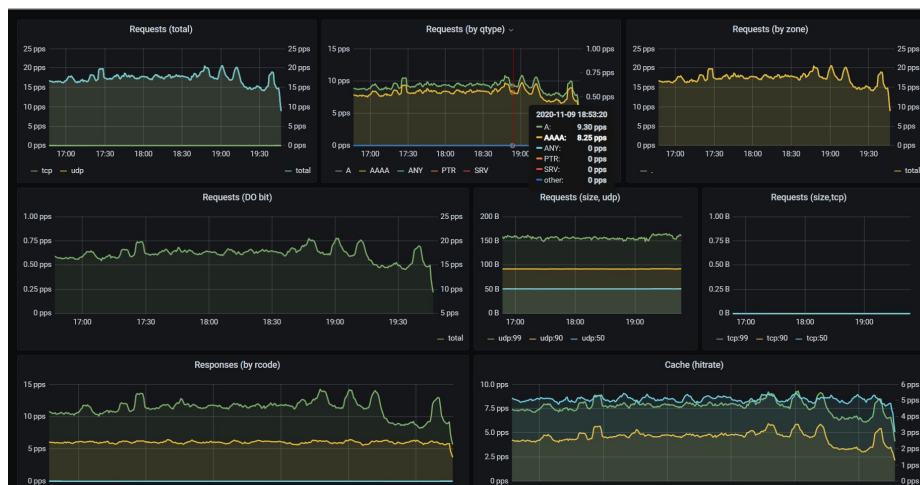 Requests (total)
25 pps
20 pps
15 pps
10 pps
5 pps
0 pps
25 pps
20 pps
15 pps
10 pps
5 pps
0 pps
17:00 17:30 18:00 18:30 19:00 19:30
tcp udp total
Requests (by qtype)
15 pps
10 pps
5 pps
0 pps
1.00 pps
0.75 pps
0.50 pps
17:00 17:30 18:00 18:30 19:00
A AAAA ANY PTR SRV
2020-11-09 18:53:20
A: 9.30 pps
AAAA: 8.25 pps
ANY: 0 pps
PTR: 0 pps
SRV: 0 pps
other: 0 pps
Requests (by zone)
25 pps
20 pps
15 pps
10 pps
5 pps
0 pps
25 pps
20 pps
15 pps
10 pps
5 pps
0 pps
17:00 17:30 18:00 18:30 19:00 19:30
. total
Requests (DO bit)
1.00 pps
0.75 pps
0.50 pps
0.25 pps
0 pps
25 pps
20 pps
15 pps
10 pps
5 pps
17:00 17:30 18:00 18:30 19:00 19:30
total
Requests (size, udp)
200 B
150 B
100 B
50 B
0 B
17:00 18:00 19:00
udp:99 udp:90 udp:50
Requests (size,tcp)
1.00 B
0.75 B
0.50 B
0.25 B
0 B
17:00 18:00 19:00
tcp:99 tcp:90 tcp:50
Responses (by rcode)
15 pps
10 pps
5 pps
0 pps
Cache (hitrate)
10.0 pps
7.5 pps
5.0 pps
2.5 pps
0 pps
6 pps
5 pps
4 pps
3 pps
2 pps
1 pps
0 pps